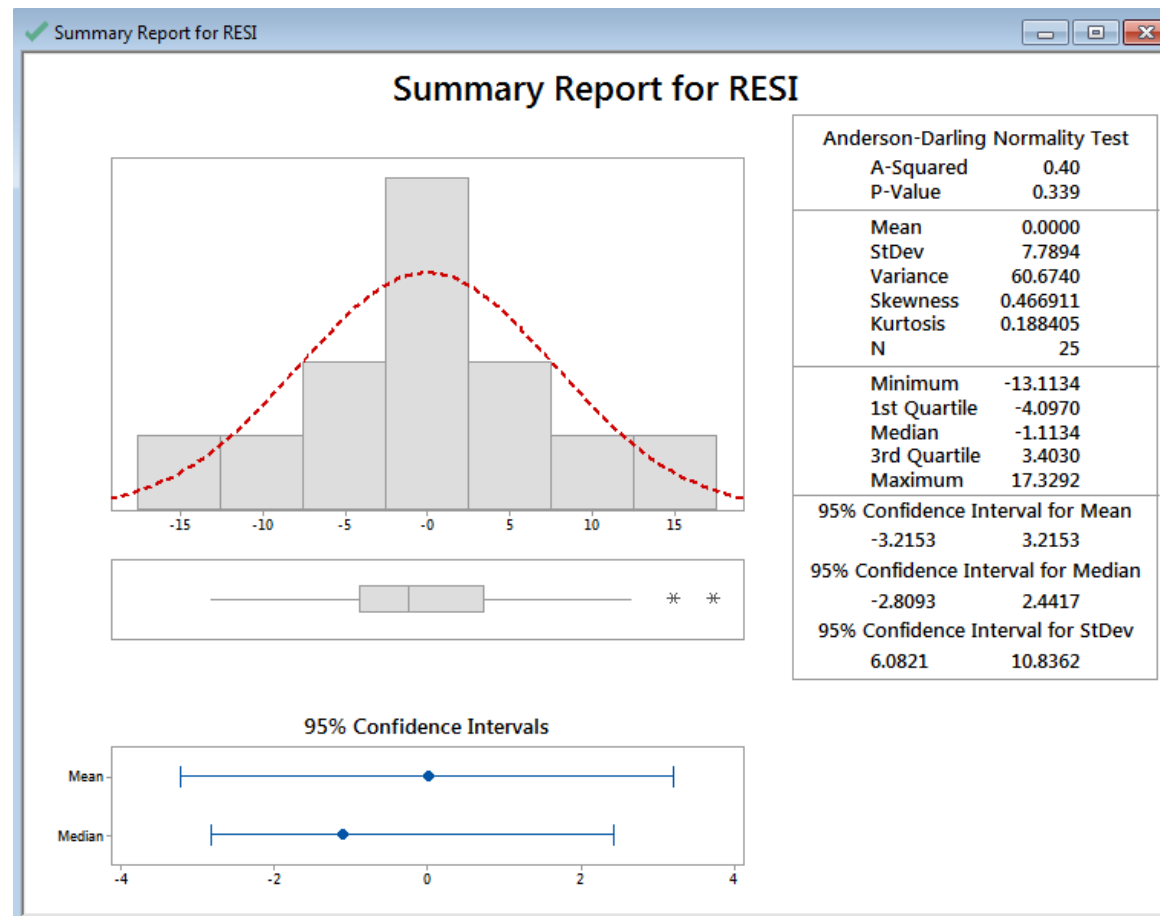 Summary Report for RESI
Summary Report for RESI
-15 -10 -5 -0 5 10 15
95% Confidence Intervals
Mean
Median
-4 -2 0 2 4
Anderson-Darling Normality Test
A-Squared 0.40
P-Value 0.339
Mean 0.0000
StDev 7.7894
Variance 60.6740
Skewness 0.466911
Kurtosis 0.188405
N 25
Minimum -13.1134
1st Quartile -4.0970
Median -1.1134
3rd Quartile 3.4030
Maximum 17.3292
95% Confidence Interval for Mean
-3.2153 3.2153
95% Confidence Interval for Median
-2.8093 2.4417
95% Confidence Interval for StDev
6.0821 10.8362